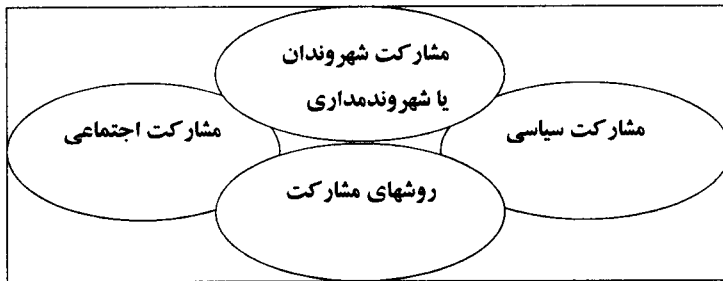 مشارکت شهروندان
یا شهروندمداری
مشارکت سیاسی
مشارکت اجتماعی
روشهای مشارکت